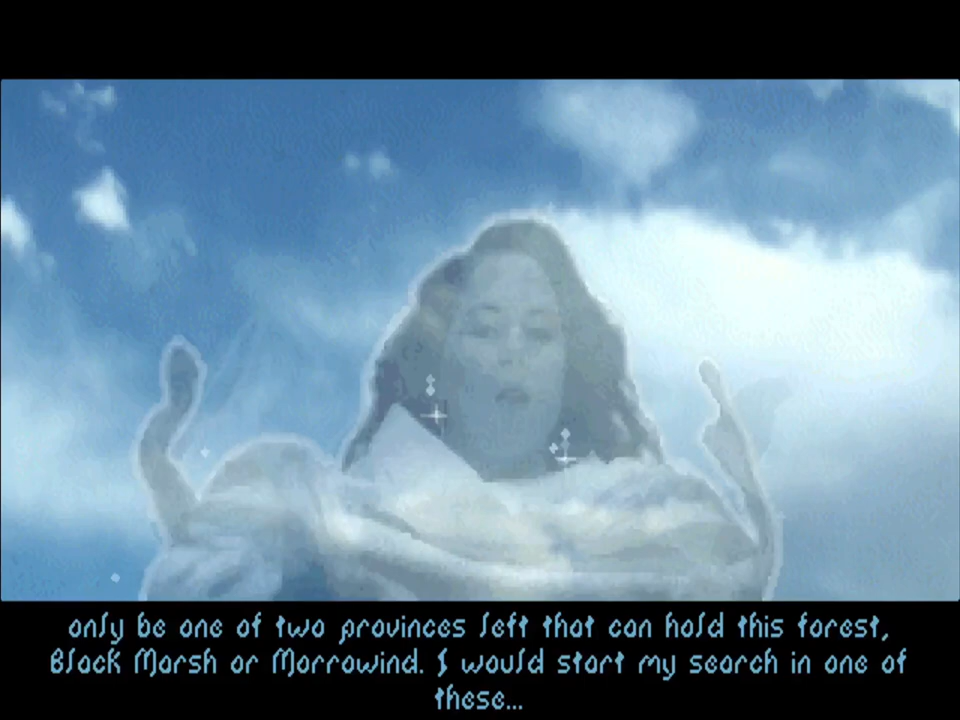 only be one of two provinces left that can hold this forest,
Black Marsh or Morrowind. I would start my search in one of
these...